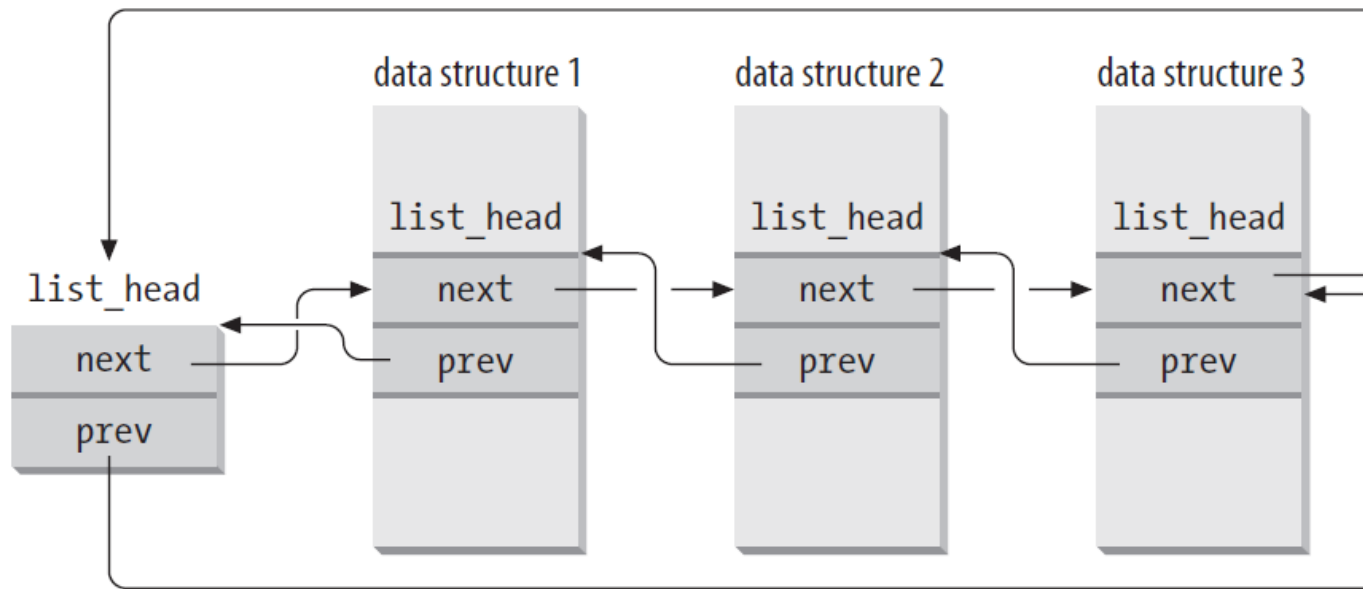 data structure 1
data structure 2
data structure 3
list_head
list_head
list_head
list_head
next
next
next
next
prev
prev
prev
prev